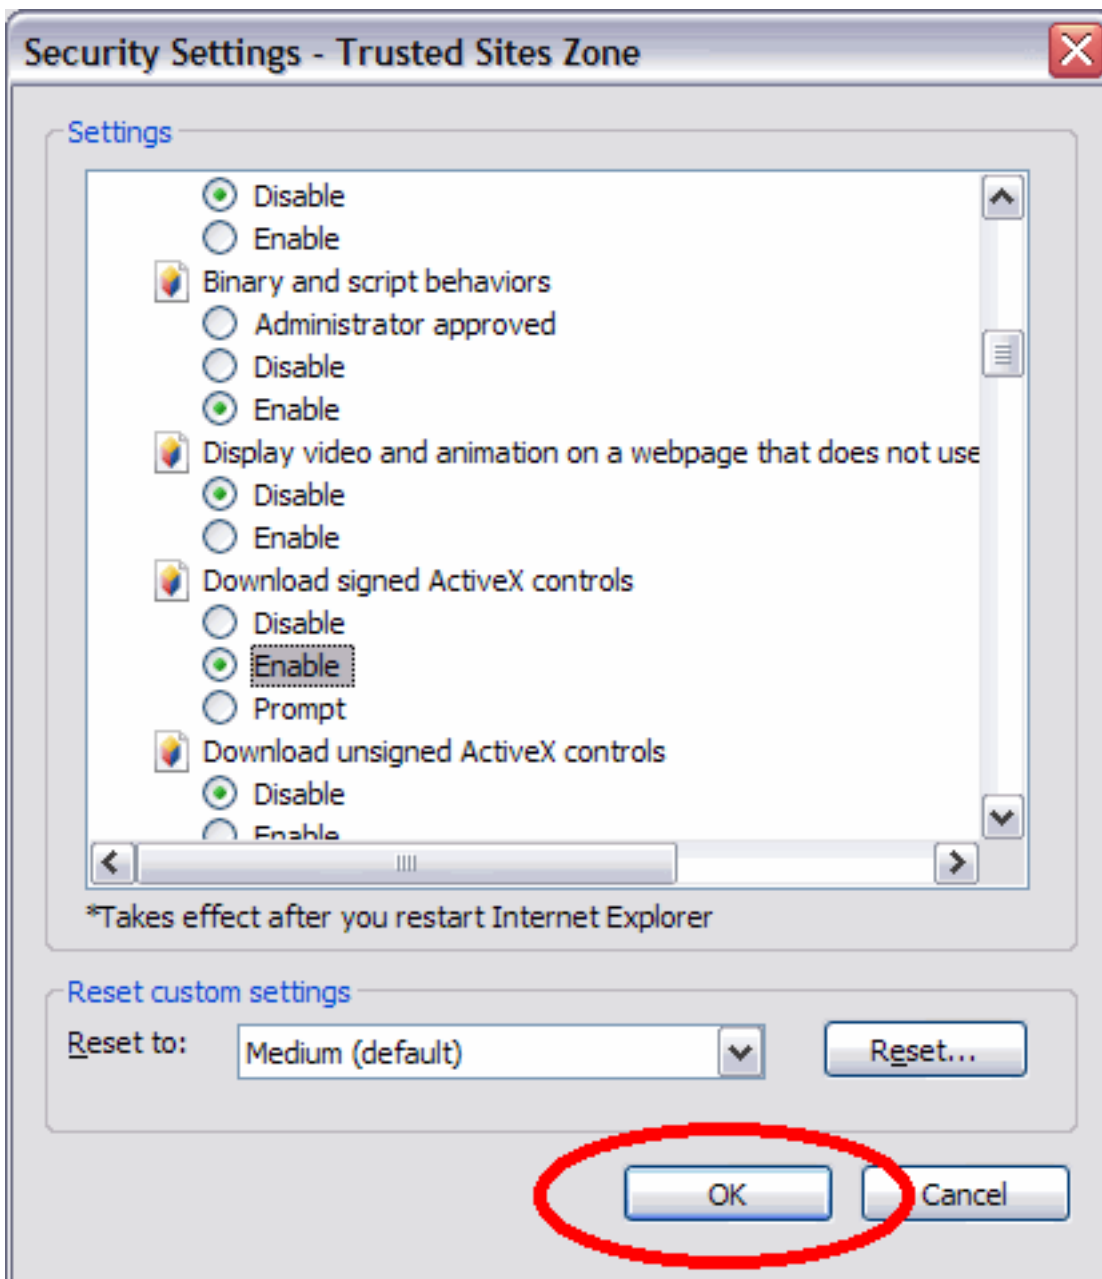 Security Settings - Trusted Sites Zone
Settings
Disable
Enable
Binary and script behaviors
Administrator approved
Disable
Enable
Display video and animation on a webpage that does not use
Disable
Enable
Download signed ActiveX controls
Disable
Enable
Prompt
Download unsigned ActiveX controls
Disable
Enable
*Takes effect after you restart Internet Explorer
Reset custom settings
Reset to:
Medium (default)
Reset...
OK
Cancel